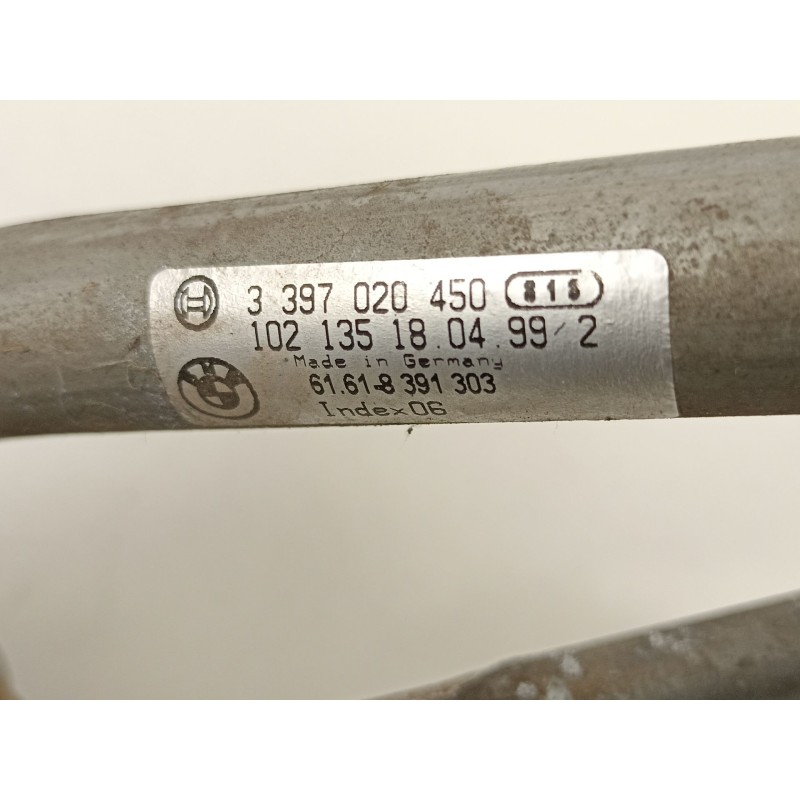 3 397 020 450 816
102 135 18.04.99/2
Made in Germany
61.61-8 391 303
Index06